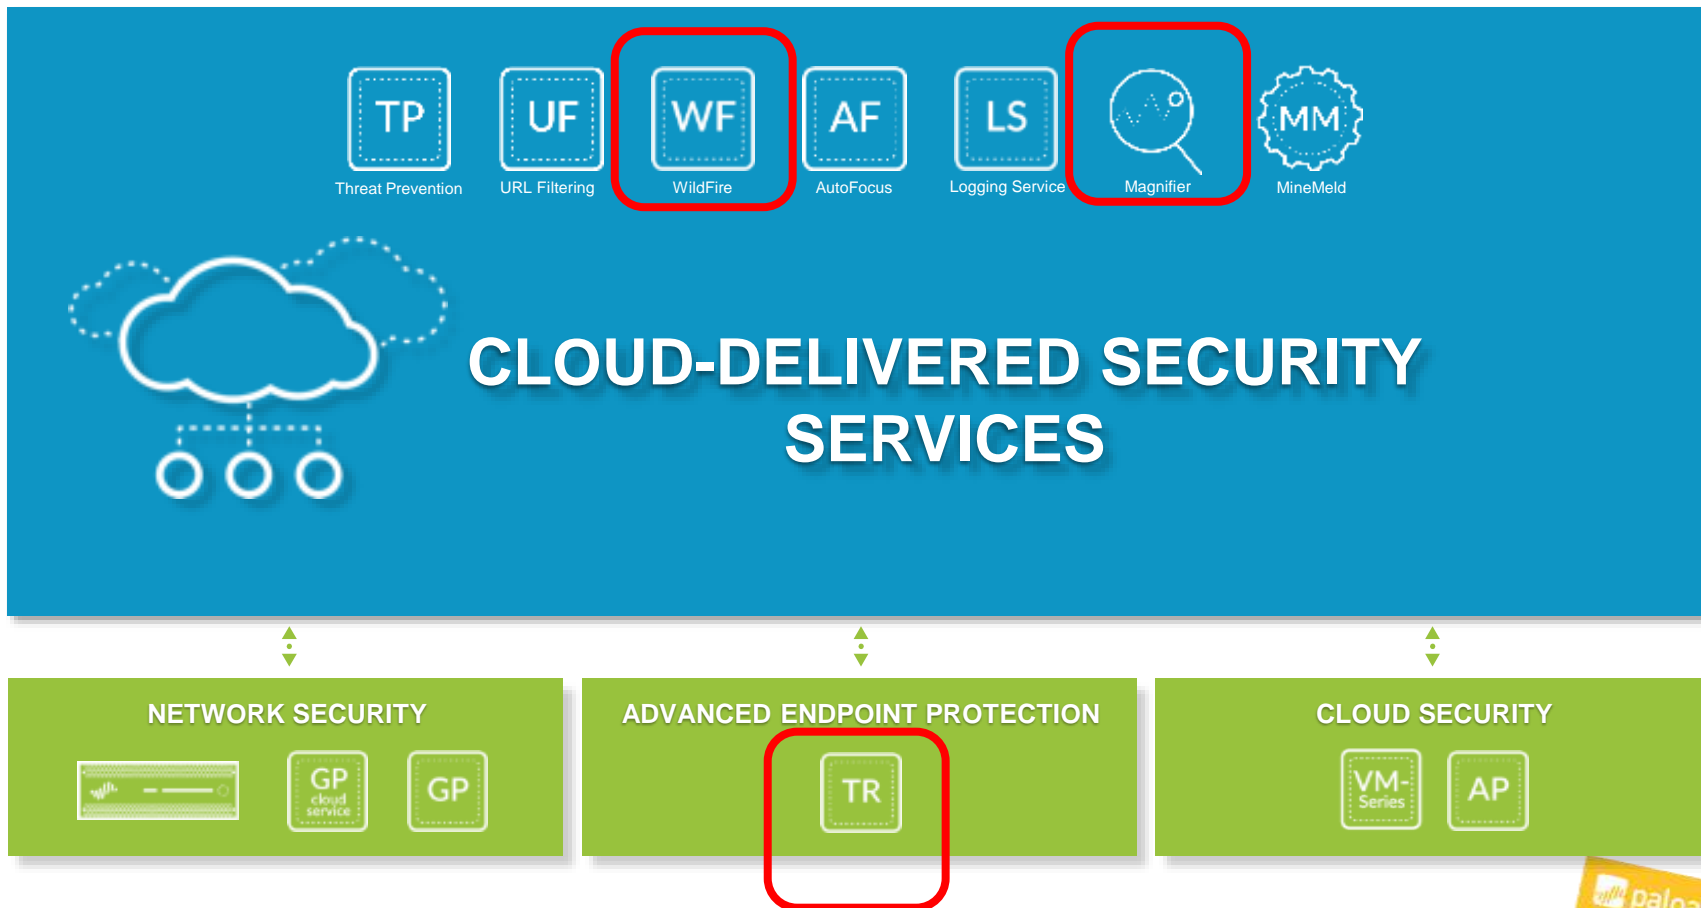 TP
UF
WF
AF
LS
MM
Threat Prevention
URL Filtering
WildFire
AutoFocus
Logging Service
Magnifier
MineMeld
CLOUD-DELIVERED SECURITY
SERVICES
NETWORK SECURITY
GP
cloud
service
GP
ADVANCED ENDPOINT PROTECTION
TR
CLOUD SECURITY
VM-
Series
AP